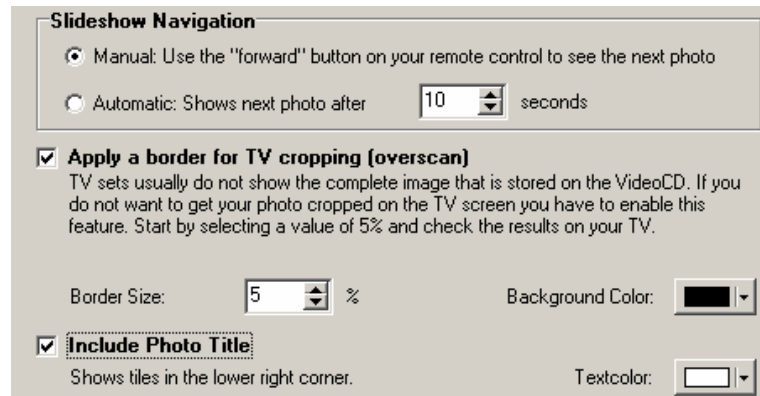 Slideshow Navigation
Manual: Use the "forward" button on your remote control to see the next photo
Automatic: Shows next photo after 10 seconds
Apply a border for TV cropping (overscan)
TV sets usually do not show the complete image that is stored on the VideoCD. If you
do not want to get your photo cropped on the TV screen you have to enable this
feature. Start by selecting a value of 5% and check the results on your TV.
Border Size: 5 % Background Color:
Include Photo Title
Shows tiles in the lower right corner. Textcolor: